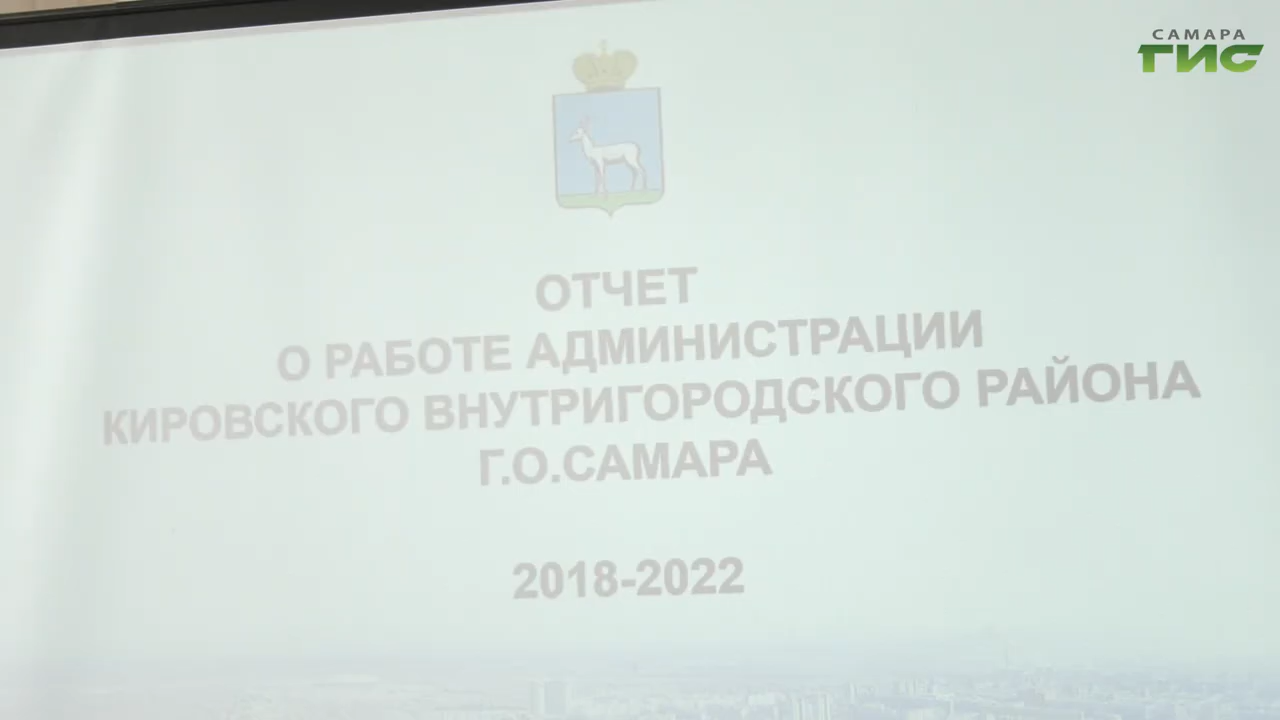 САМАРА
ГИС
ОТЧЕТ
О РАБОТЕ АДМИНИСТРАЦИИ
КИРОВСКОГО ВНУТРИГОРОДСКОГО РАЙОНА
Г.О.САМАРА
2018-2022